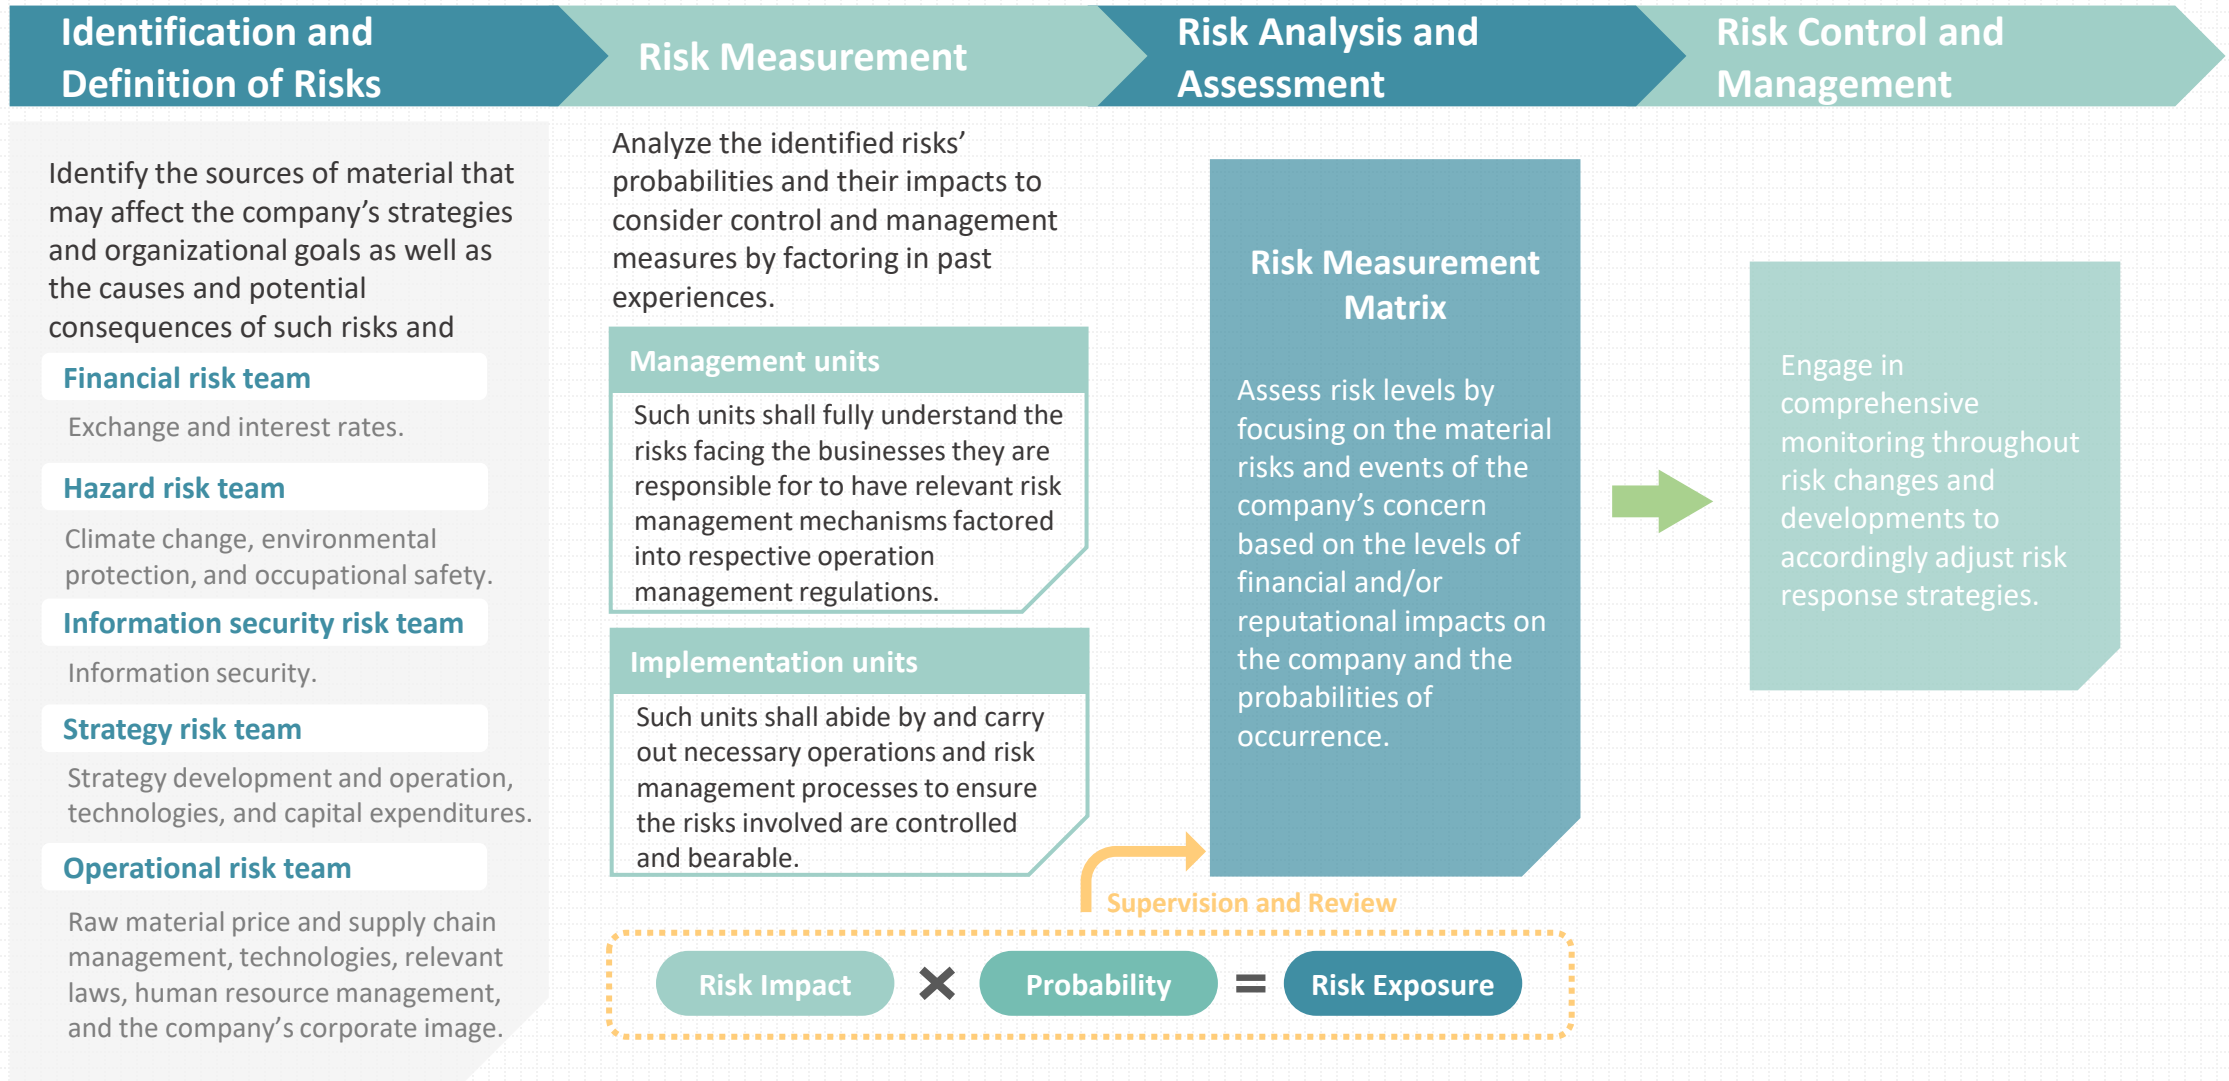 Identification and
Definition of Risks
Risk Measurement
Risk Analysis and
Assessment
Risk Control and
Management
Identify the sources of material that
may affect the company’s strategies
and organizational goals as well as
the causes and potential
consequences of such risks and
Financial risk team
Exchange and interest rates.
Hazard risk team
Climate change, environmental
protection, and occupational safety.
Information security risk team
Information security.
Strategy risk team
Strategy development and operation,
technologies, and capital expenditures.
Operational risk team
Raw material price and supply chain
management, technologies, relevant
laws, human resource management,
and the company’s corporate image.
Analyze the identified risks’
probabilities and their impacts to
consider control and management
measures by factoring in past
experiences.
Management units
Such units shall fully understand the
risks facing the businesses they are
responsible for to have relevant risk
management mechanisms factored
into respective operation
management regulations.
Implementation units
Such units shall abide by and carry
out necessary operations and risk
management processes to ensure
the risks involved are controlled
and bearable.
Risk Measurement
Matrix
Assess risk levels by
focusing on the material
risks and events of the
company’s concern
based on the levels of
financial and/or
reputational impacts on
the company and the
probabilities of
occurrence.
Supervision and Review
Risk Impact × Probability = Risk Exposure
Engage in
comprehensive
monitoring throughout
risk changes and
developments to
accordingly adjust risk
response strategies.